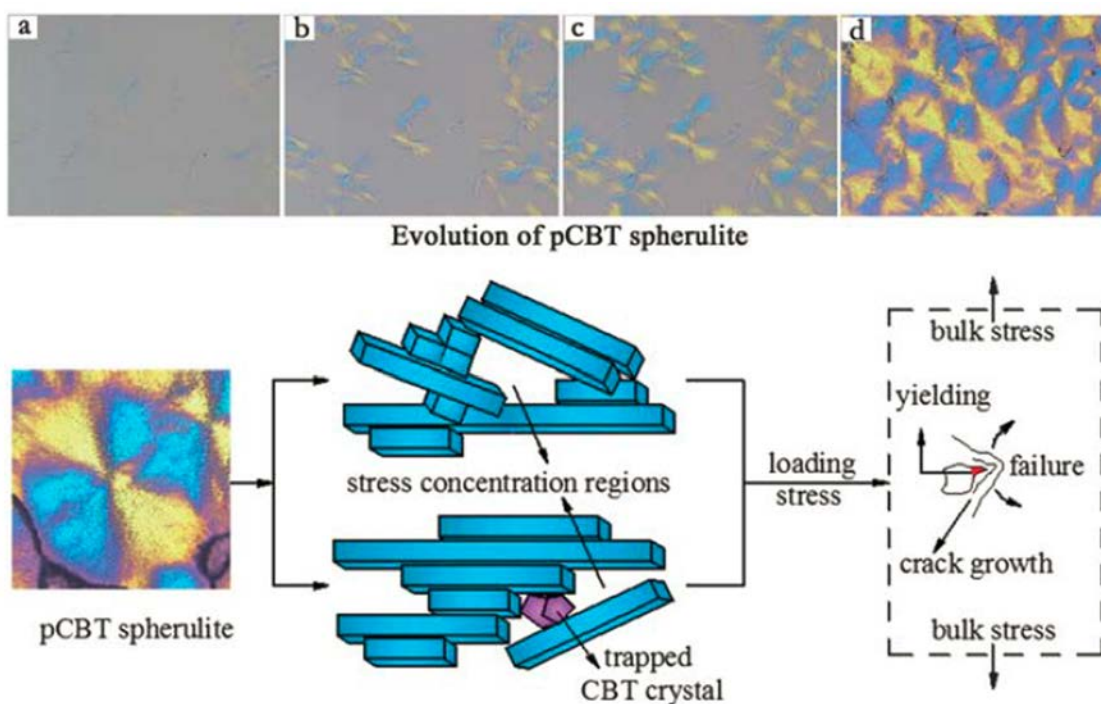 a
b
c
d
Evolution of pCBT spherulite
bulk stress
yielding
failure
stress concentration regions
loading
stress
crack growth
pCBT spherulite
bulk stress
trapped
CBT crystal